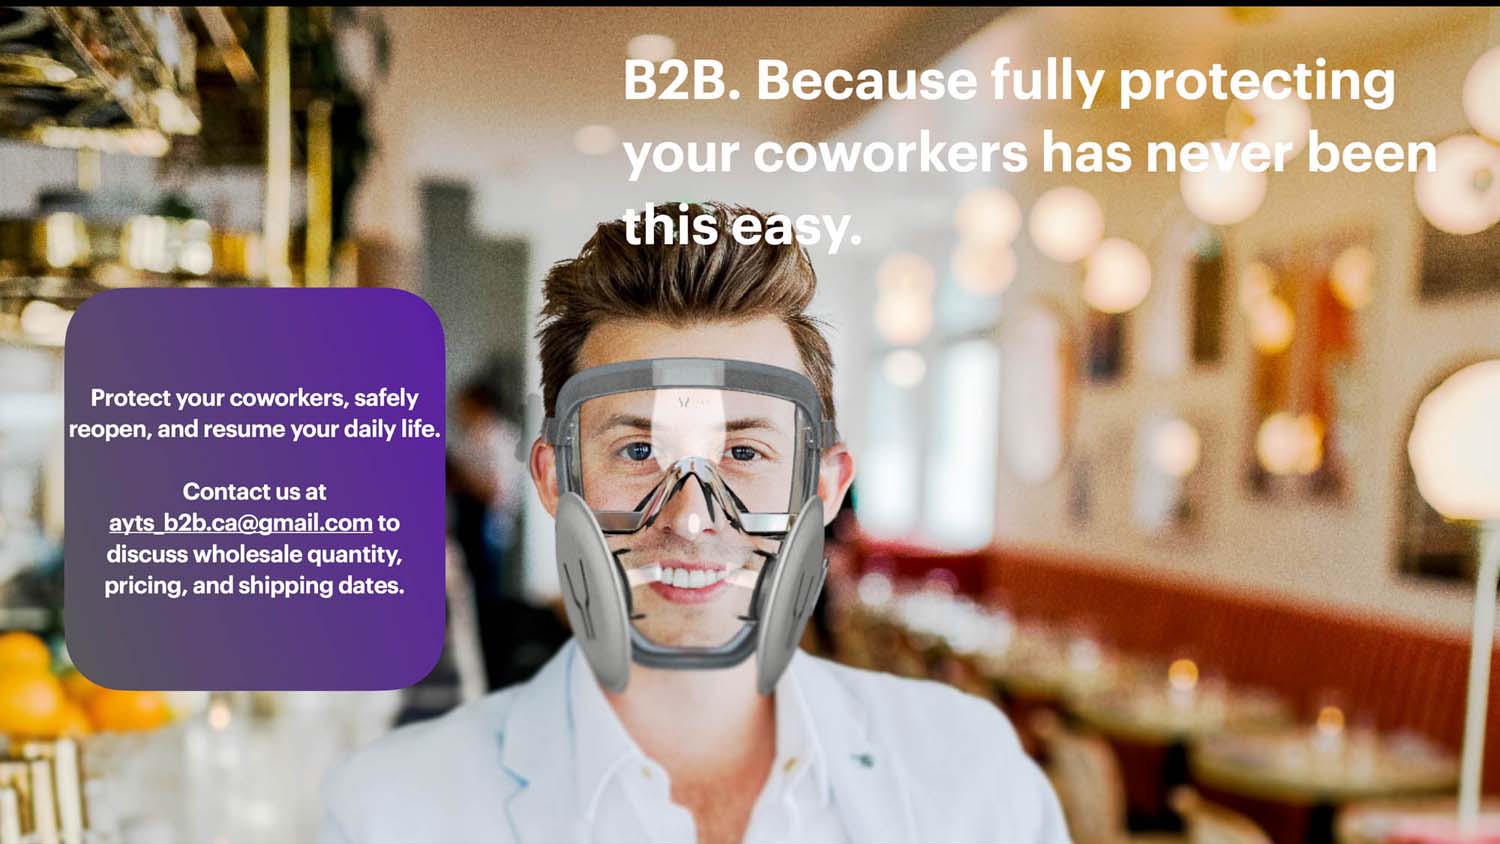 B2B. Because fully protecting
your coworkers has never been
this easy.
Protect your coworkers, safely
reopen, and resume your daily life.
Contact us at
ayts_b2b.ca@gmail.com to
discuss wholesale quantity,
pricing, and shipping dates.